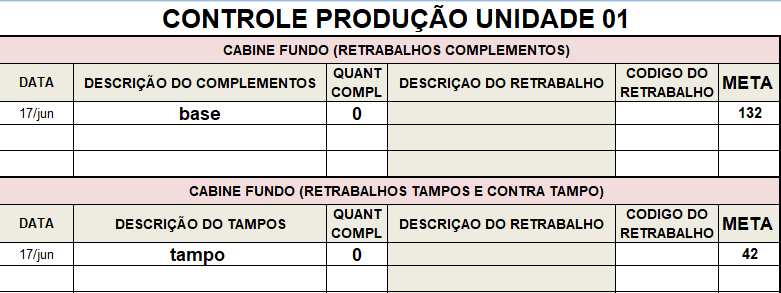 CONTROLE PRODUÇÃO UNIDADE 01
CABINE FUNDO (RETRABALHOS COMPLEMENTOS)
DATA DESCRIÇÃO DO COMPLEMENTOS QUANT COMPL DESCRIÇAO DO RETRABALHO CODIGO DO RETRABALHO META
17/jun base 0 132
CABINE FUNDO (RETRABALHOS TAMPOS E CONTRA TAMPO)
DATA DESCRIÇÃO DO TAMPOS QUANT COMPL DESCRIÇAO DO RETRABALHO CODIGO DO RETRABALHO META
17/jun tampo 0 42